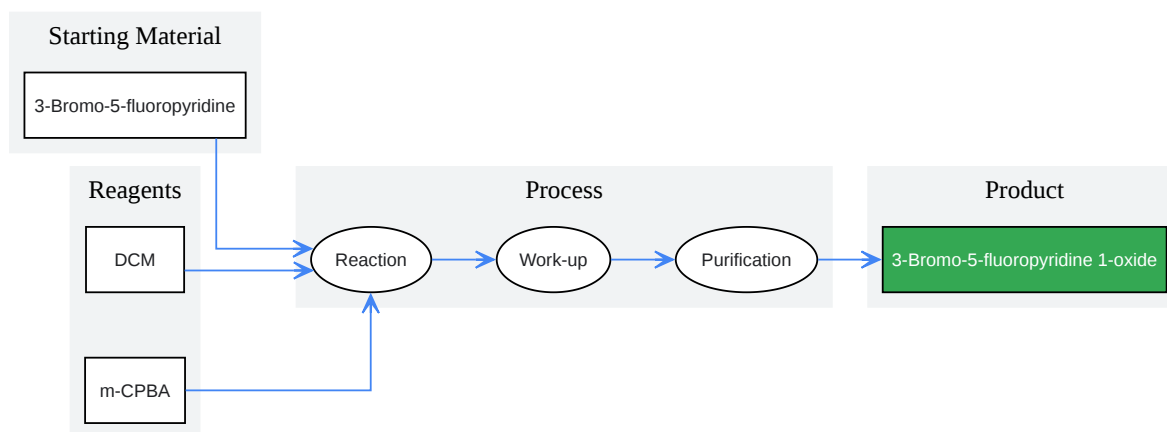 Starting Material
3-Bromo-5-fluoropyridine
Reagents
Process
Product
DCM
Reaction
Work-up
Purification
3-Bromo-5-fluoropyridine 1-oxide
m-CPBA